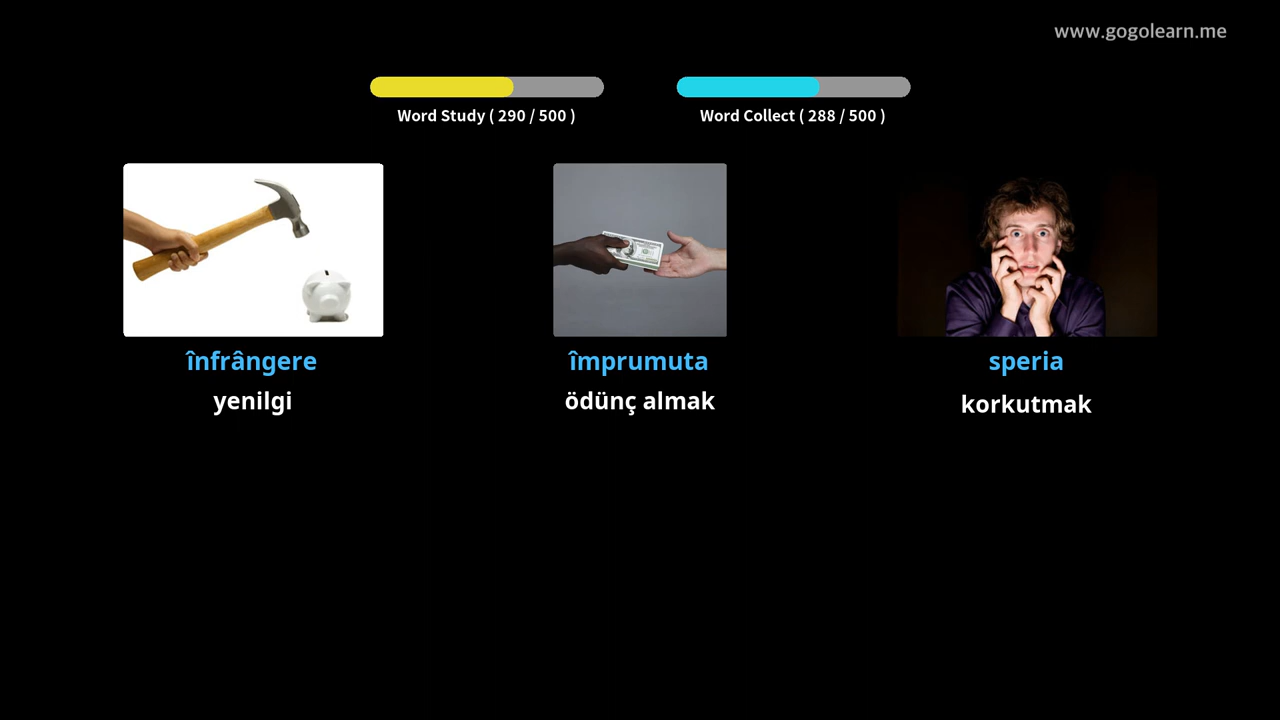 www.gogolearn.me
Word Study ( 290 / 500 )
Word Collect ( 288 / 500 )
înfrângere
yenilgi
împrumuta
ödünç almak
speria
korkutmak